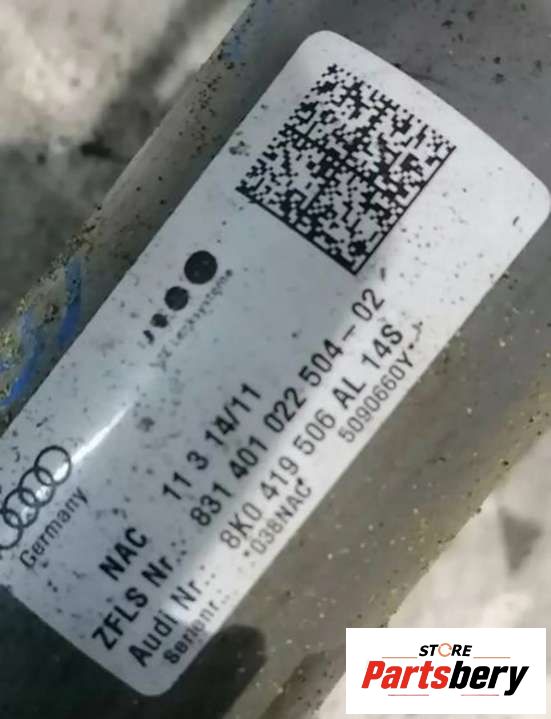 Lenksysteme
Germany
NAC 11 3 14/11
ZFLS Nr.: 831 401 022 504-02
Audi Nr.: 8K0 419 506 AL 14S
Serienr.: *038NAC* 5090660Y*
STORE
Partsbery